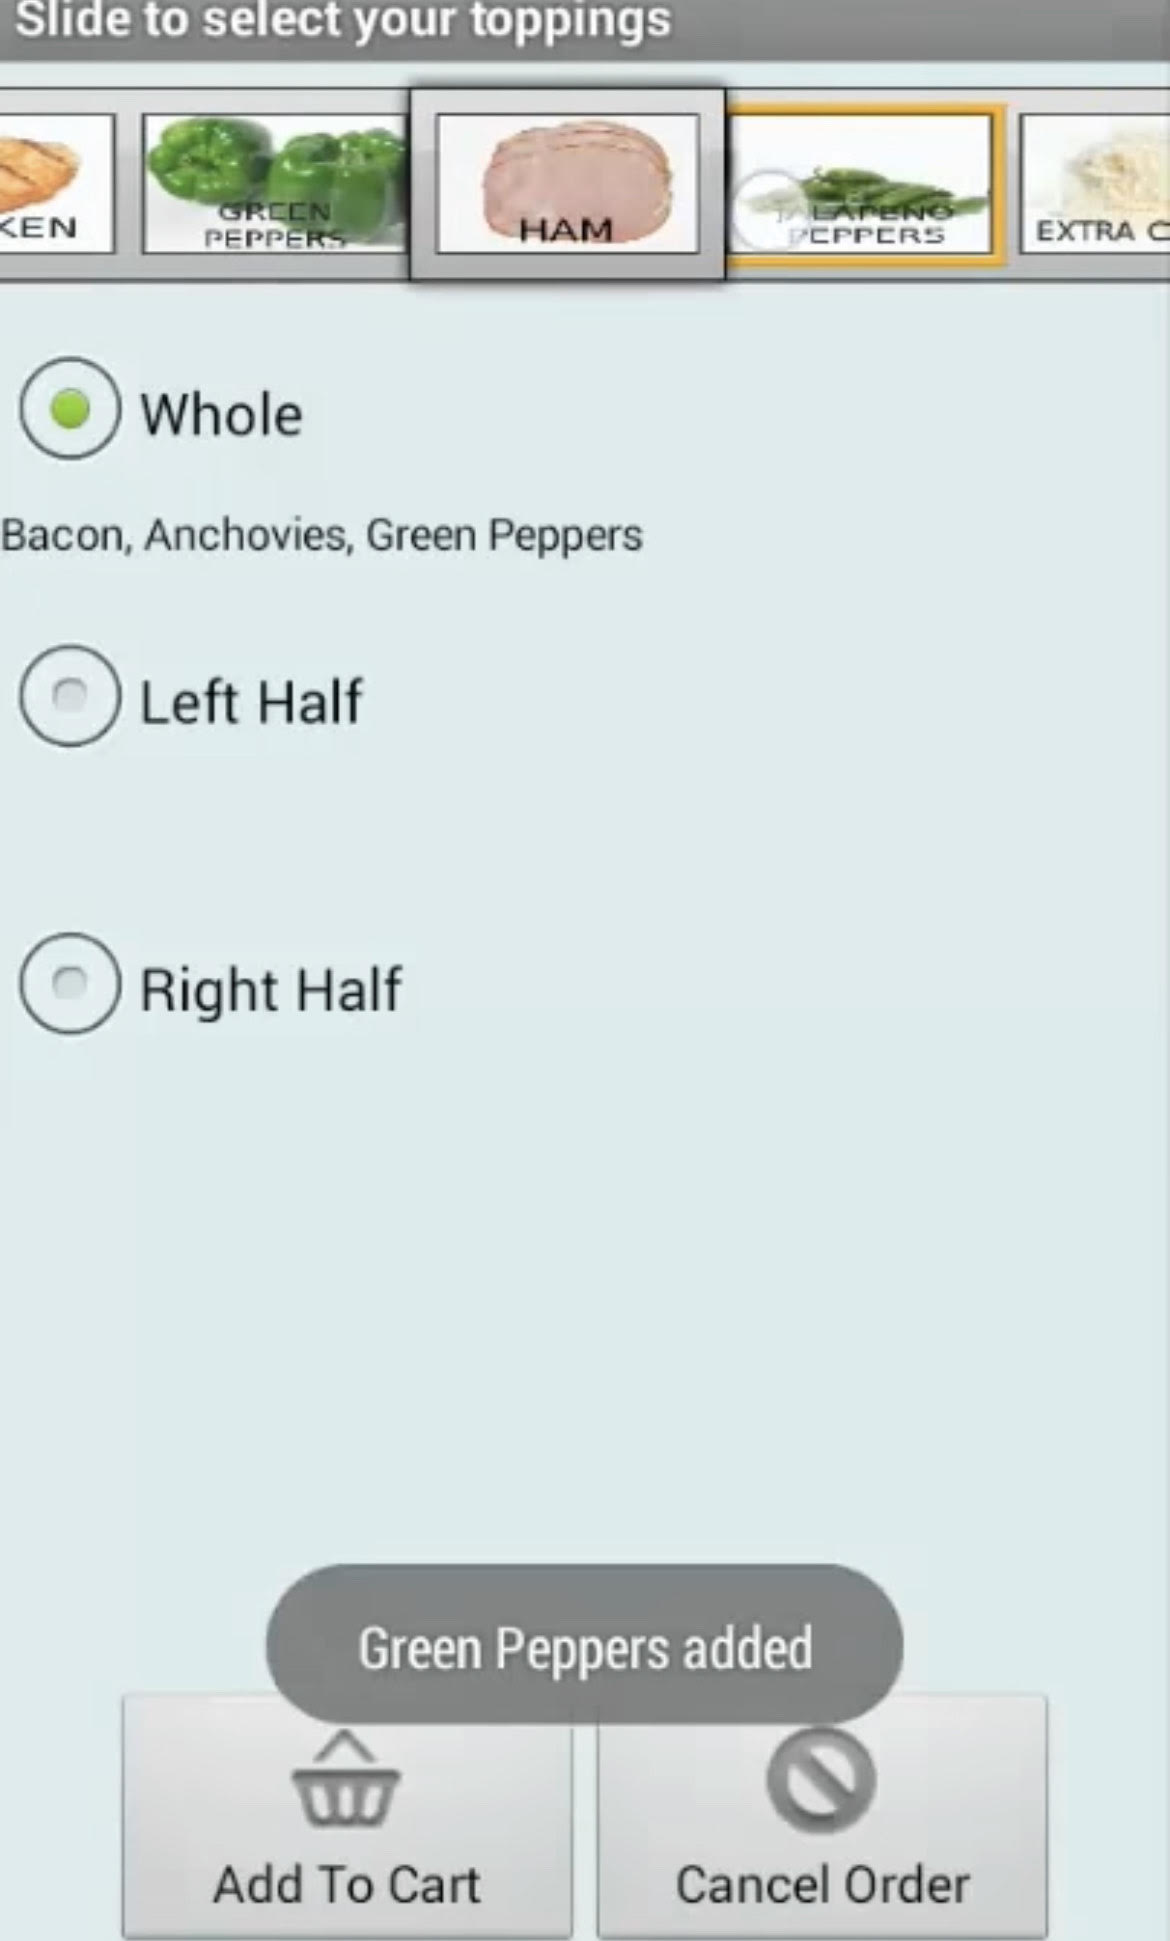 Slide to select your toppings
KEN
GREEN
PEPPERS
HAM
JALAPENO
PEPPERS
EXTRA C
Whole
Bacon, Anchovies, Green Peppers
Left Half
Right Half
Green Peppers added
Add To Cart
Cancel Order